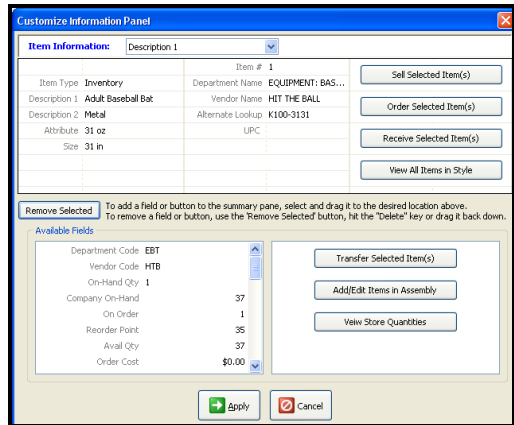 Customize Information Panel
Item Information: Description 1
Item # 1
Item Type Inventory Department Name EQUIPMENT: BAS...
Description 1 Adult Baseball Bat Vendor Name HIT THE BALL
Description 2 Metal Alternate Lookup K100-3131
Attribute 31 oz UPC
Size 31 in
Sell Selected Item(s)
Order Selected Item(s)
Receive Selected Item(s)
View All Items in Style
Remove Selected
To add a field or button to the summary pane, select and drag it to the desired location above.
To remove a field or button, use the 'Remove Selected' button, hit the "Delete" key or drag it back down.
Available Fields
Department Code EBT
Vendor Code HTB
On-Hand Qty 1
Company On-Hand 37
On Order 1
Reorder Point 35
Avail Qty 37
Order Cost $0.00
Transfer Selected Item(s)
Add/Edit Items in Assembly
Veiw Store Quantities
Apply
Cancel